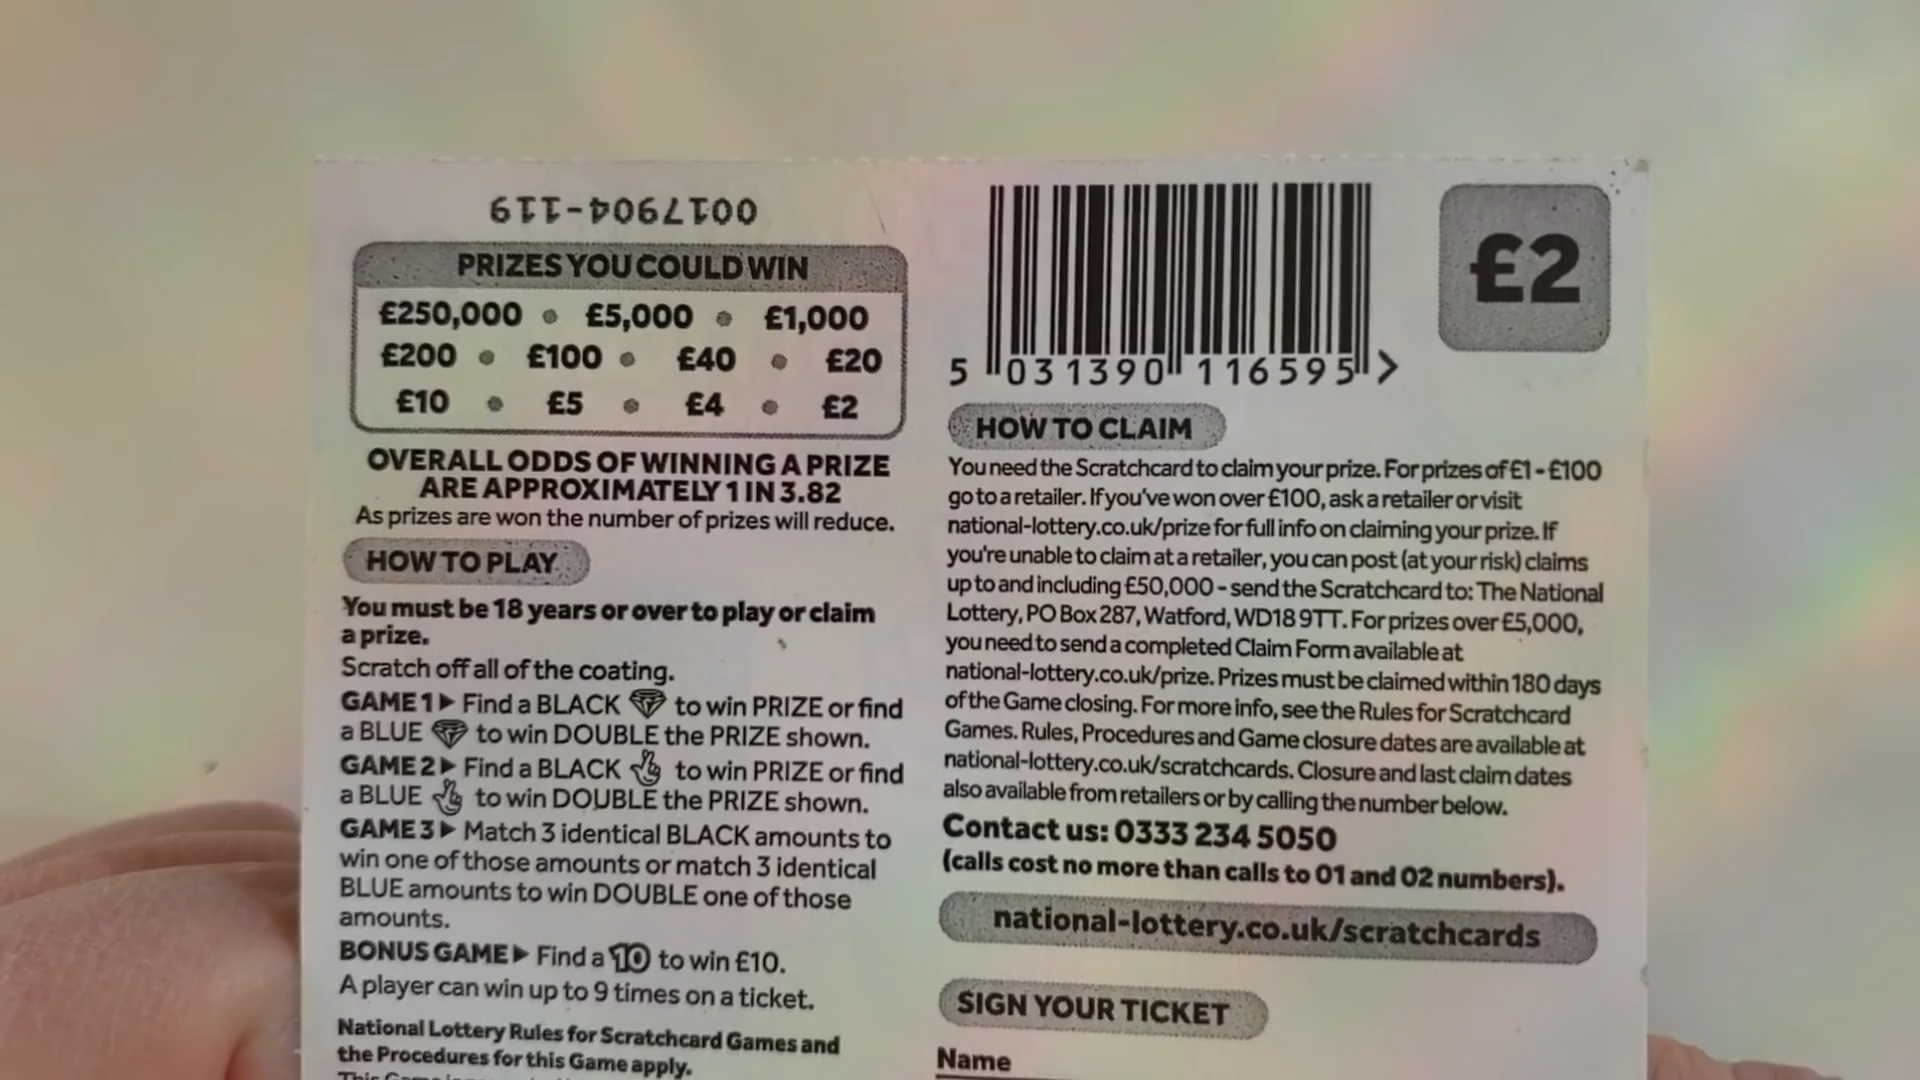 0017904-119
PRIZES YOU COULD WIN
£250,000 • £5,000 • £1,000
£200 • £100 • £40 • £20
£10 • £5 • £4 • £2
OVERALL ODDS OF WINNING A PRIZE
ARE APPROXIMATELY 1 IN 3.82
As prizes are won the number of prizes will reduce.
HOW TO PLAY
You must be 18 years or over to play or claim
a prize.
Scratch off all of the coating.
GAME 1 ▶ Find a BLACK to win PRIZE or find
a BLUE to win DOUBLE the PRIZE shown.
GAME 2 ▶ Find a BLACK to win PRIZE or find
a BLUE to win DOUBLE the PRIZE shown.
GAME 3 ▶ Match 3 identical BLACK amounts to
win one of those amounts or match 3 identical
BLUE amounts to win DOUBLE one of those
amounts.
BONUS GAME ▶ Find a 10 to win £10.
A player can win up to 9 times on a ticket.
National Lottery Rules for Scratchcard Games and
the Procedures for this Game apply.
This Game is
5 031390 116595 >
£2
HOW TO CLAIM
You need the Scratchcard to claim your prize. For prizes of £1 - £100
go to a retailer. If you've won over £100, ask a retailer or visit
national-lottery.co.uk/prize for full info on claiming your prize. If
you're unable to claim at a retailer, you can post (at your risk) claims
up to and including £50,000 - send the Scratchcard to: The National
Lottery, PO Box 287, Watford, WD18 9TT. For prizes over £5,000,
you need to send a completed Claim Form available at
national-lottery.co.uk/prize. Prizes must be claimed within 180 days
of the Game closing. For more info, see the Rules for Scratchcard
Games. Rules, Procedures and Game closure dates are available at
national-lottery.co.uk/scratchcards. Closure and last claim dates
also available from retailers or by calling the number below.
Contact us: 0333 234 5050
(calls cost no more than calls to 01 and 02 numbers).
national-lottery.co.uk/scratchcards
SIGN YOUR TICKET
Name